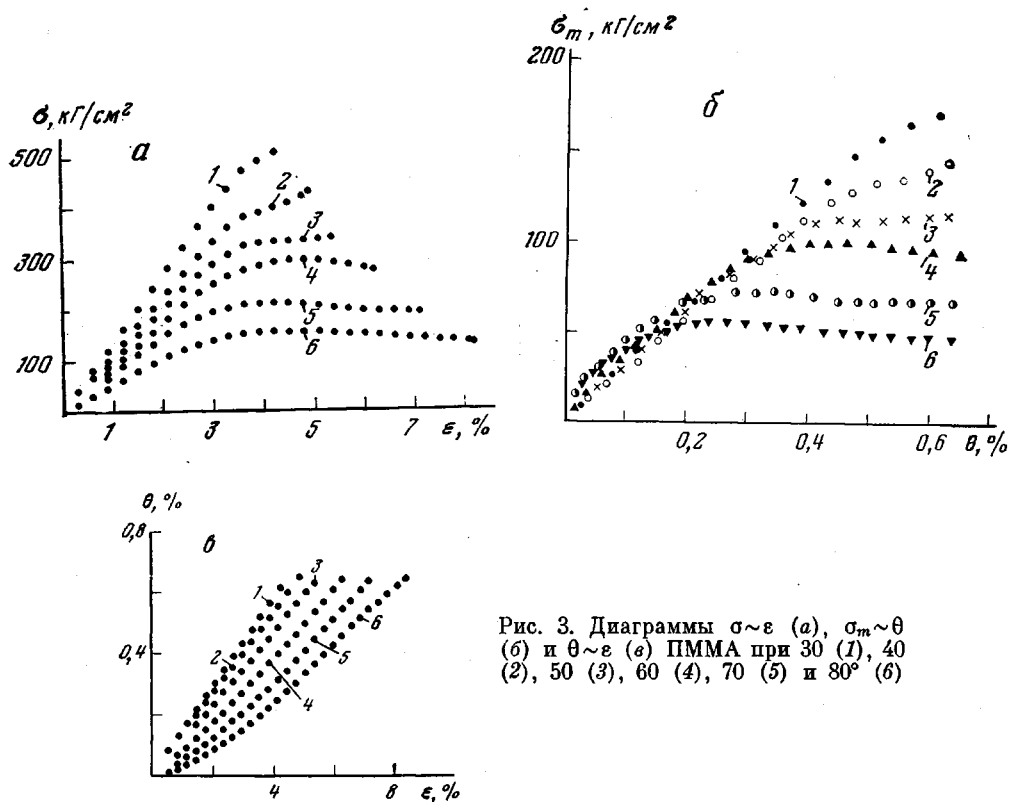 σ, кГ/см²
а
500
300
100
1
2
3
4
5
6
1
3
5
7
ε, %
σₘ, кГ/см²
200
б
100
1
2
3
4
5
6
0,2
0,4
0,6
θ, %
θ, %
0,8
в
0,4
1
2
3
4
5
6
4
8
ε, %
Рис. 3. Диаграммы σ~ε (а), σₘ~θ
(б) и θ~ε (в) ПММА при 30 (1), 40
(2), 50 (3), 60 (4), 70 (5) и 80° (6)